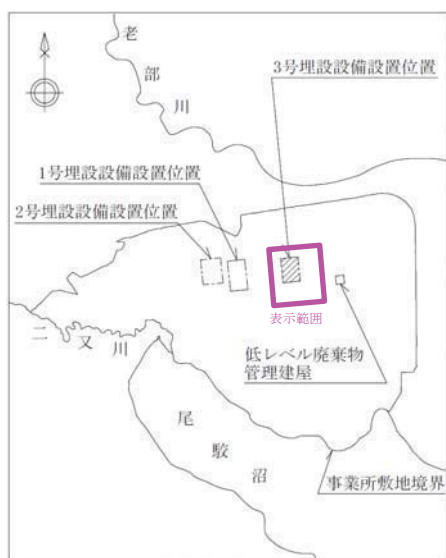 老部川
3号埋設設備設置位置
1号埋設設備設置位置
2号埋設設備設置位置
表示範囲
二又川
低レベル廃棄物
管理建屋
尾駮沼
事業所敷地境界